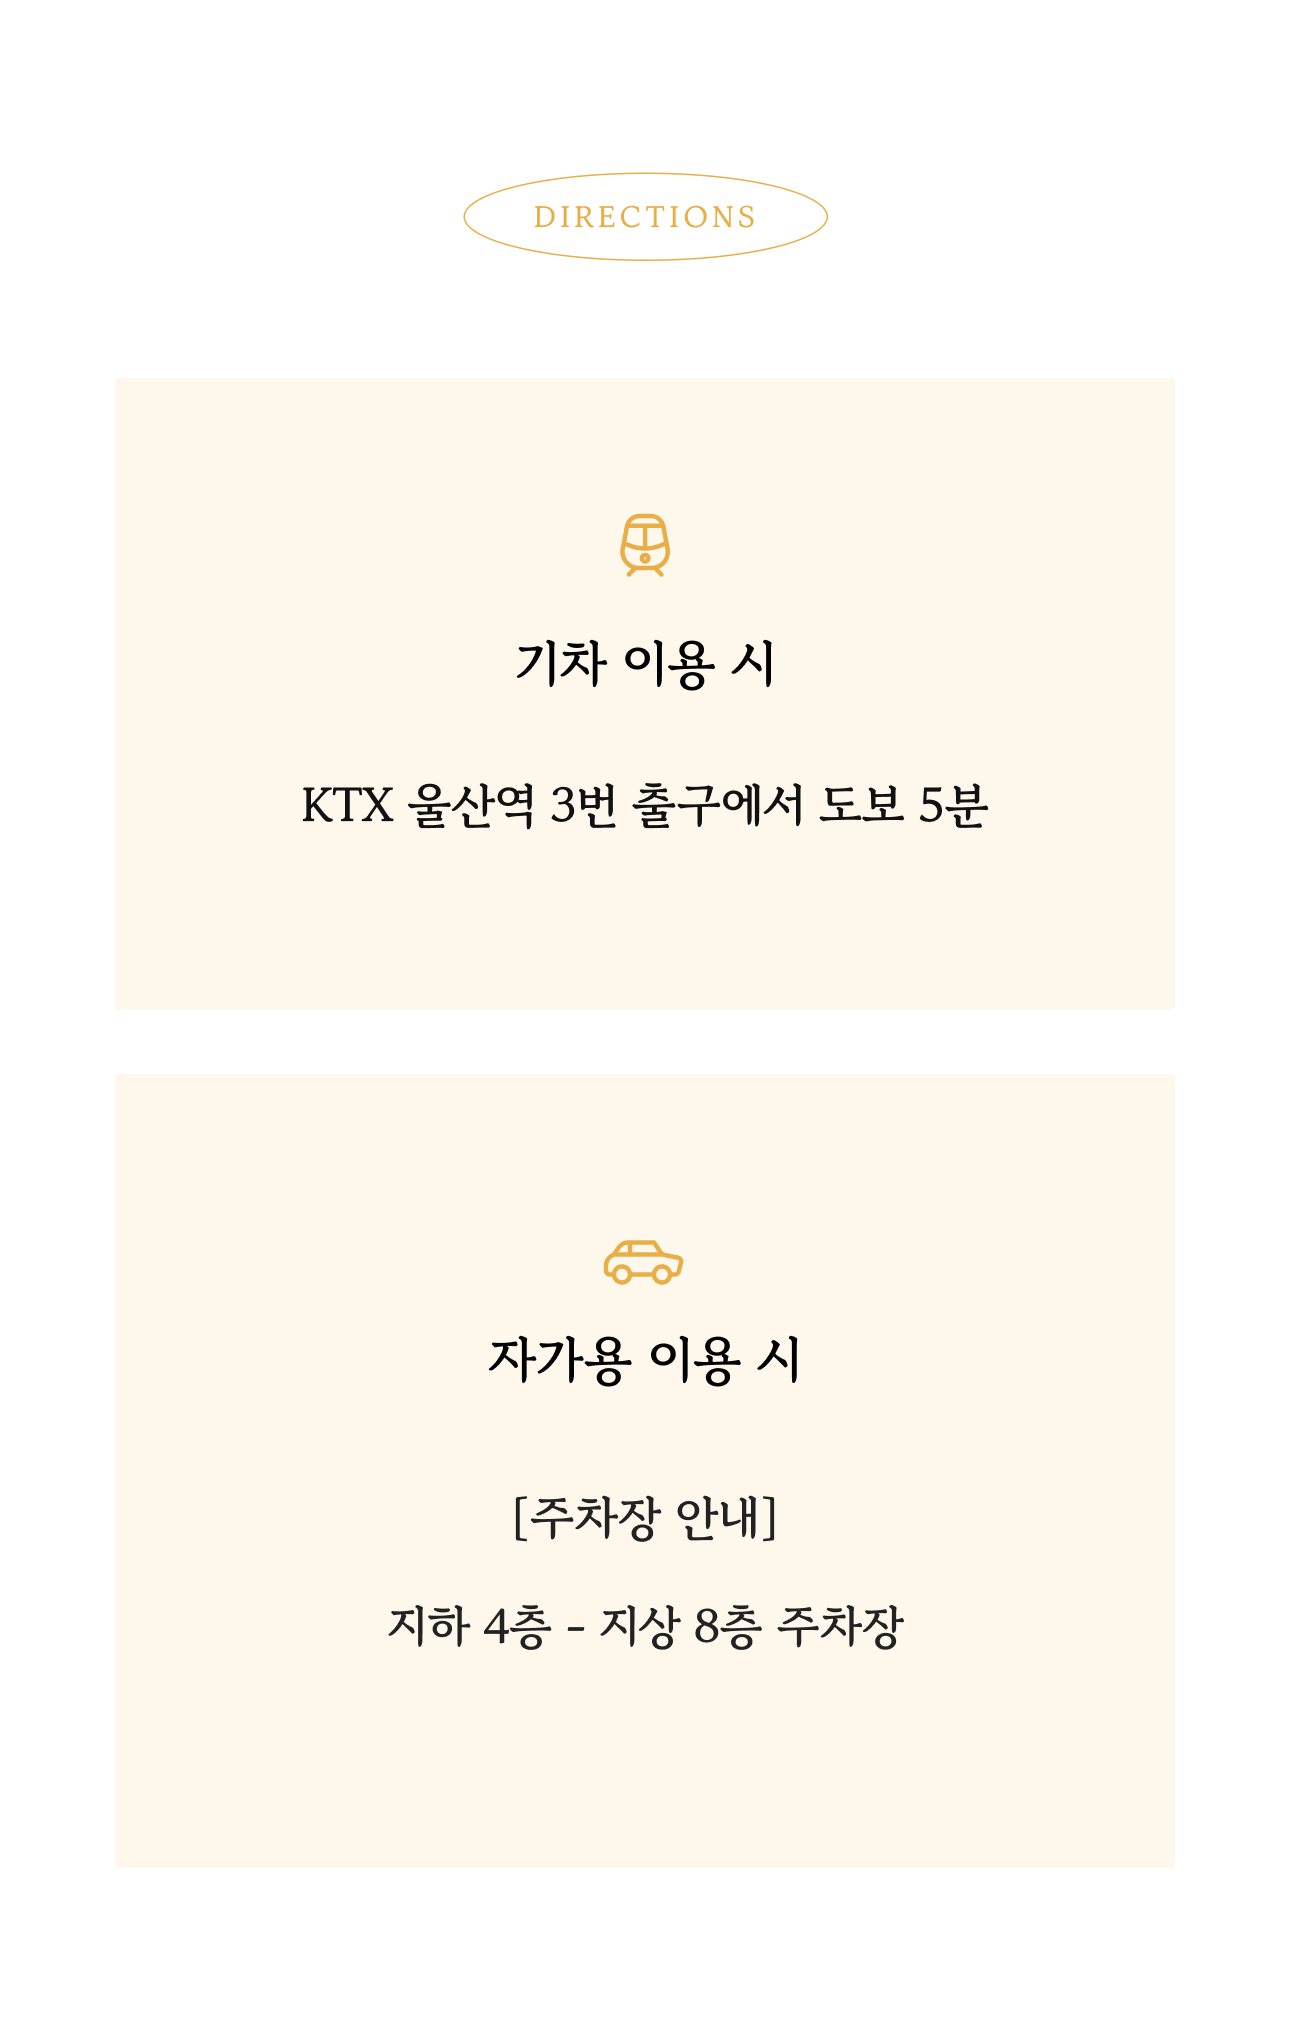 DIRECTIONS
기차 이용 시
KTX 울산역 3번 출구에서 도보 5분
자가용 이용 시
[주차장 안내]
지하 4층 - 지상 8층 주차장